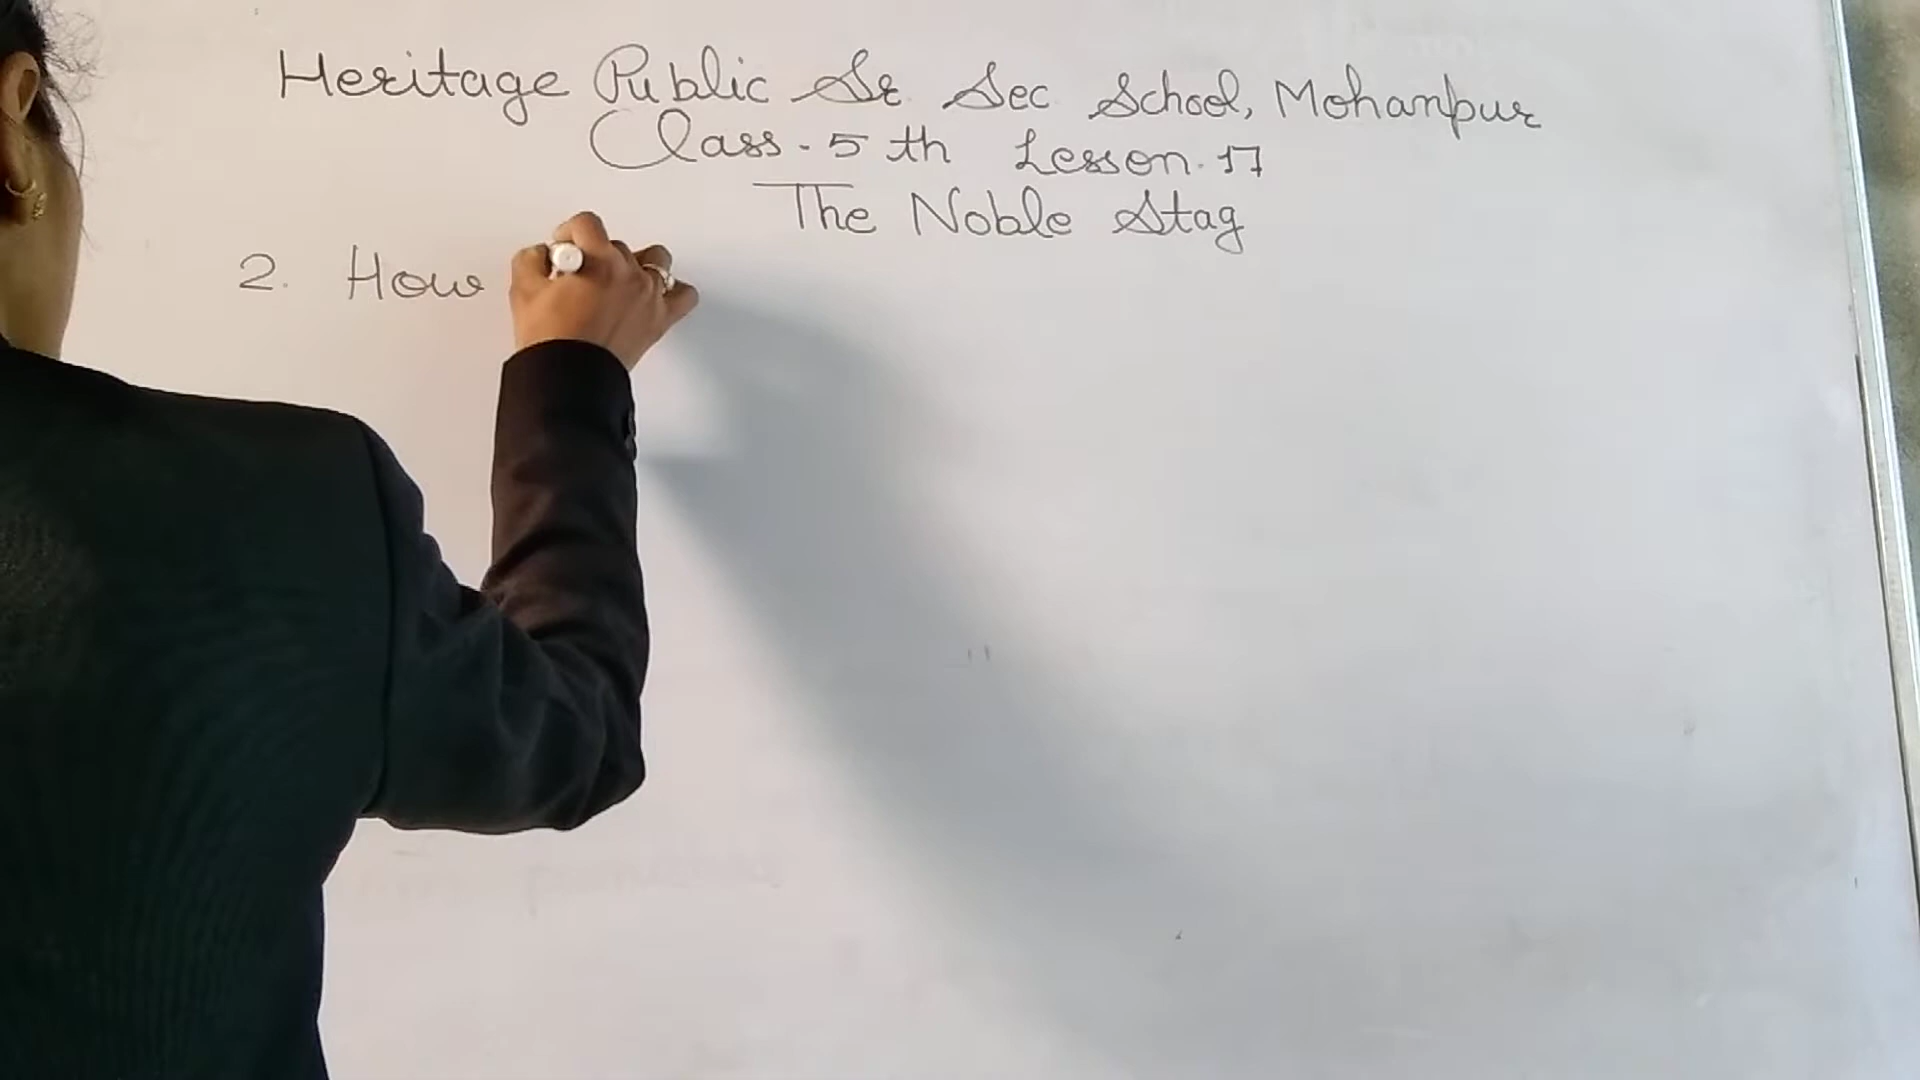 Heritage Public Sr. Sec School, Mohanpur
Class. 5 th Lesson. 17
The Noble Stag
2. How